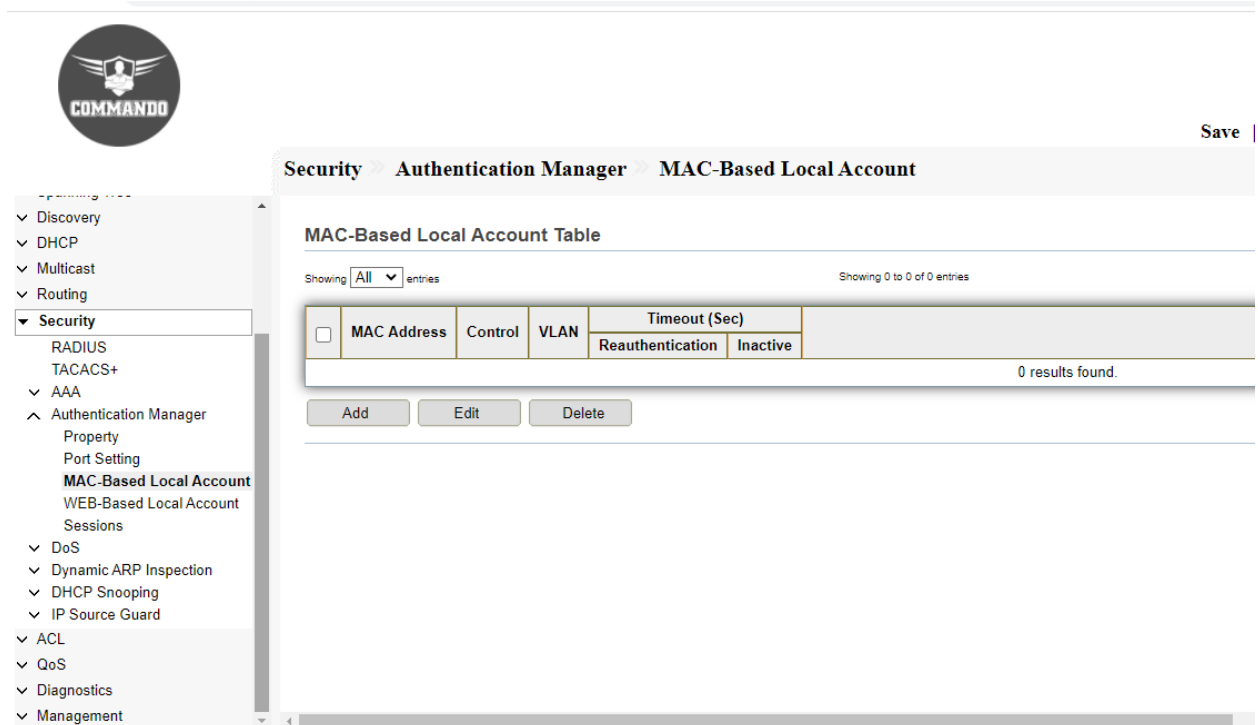 COMMANDO
Save
Security » Authentication Manager » MAC-Based Local Account
Discovery
DHCP
Multicast
Routing
Security
RADIUS
TACACS+
AAA
Authentication Manager
Property
Port Setting
MAC-Based Local Account
WEB-Based Local Account
Sessions
DoS
Dynamic ARP Inspection
DHCP Snooping
IP Source Guard
ACL
QoS
Diagnostics
Management
MAC-Based Local Account Table
Showing All entries
Showing 0 to 0 of 0 entries
MAC Address Control VLAN Timeout (Sec)
Reauthentication Inactive
0 results found.
Add Edit Delete